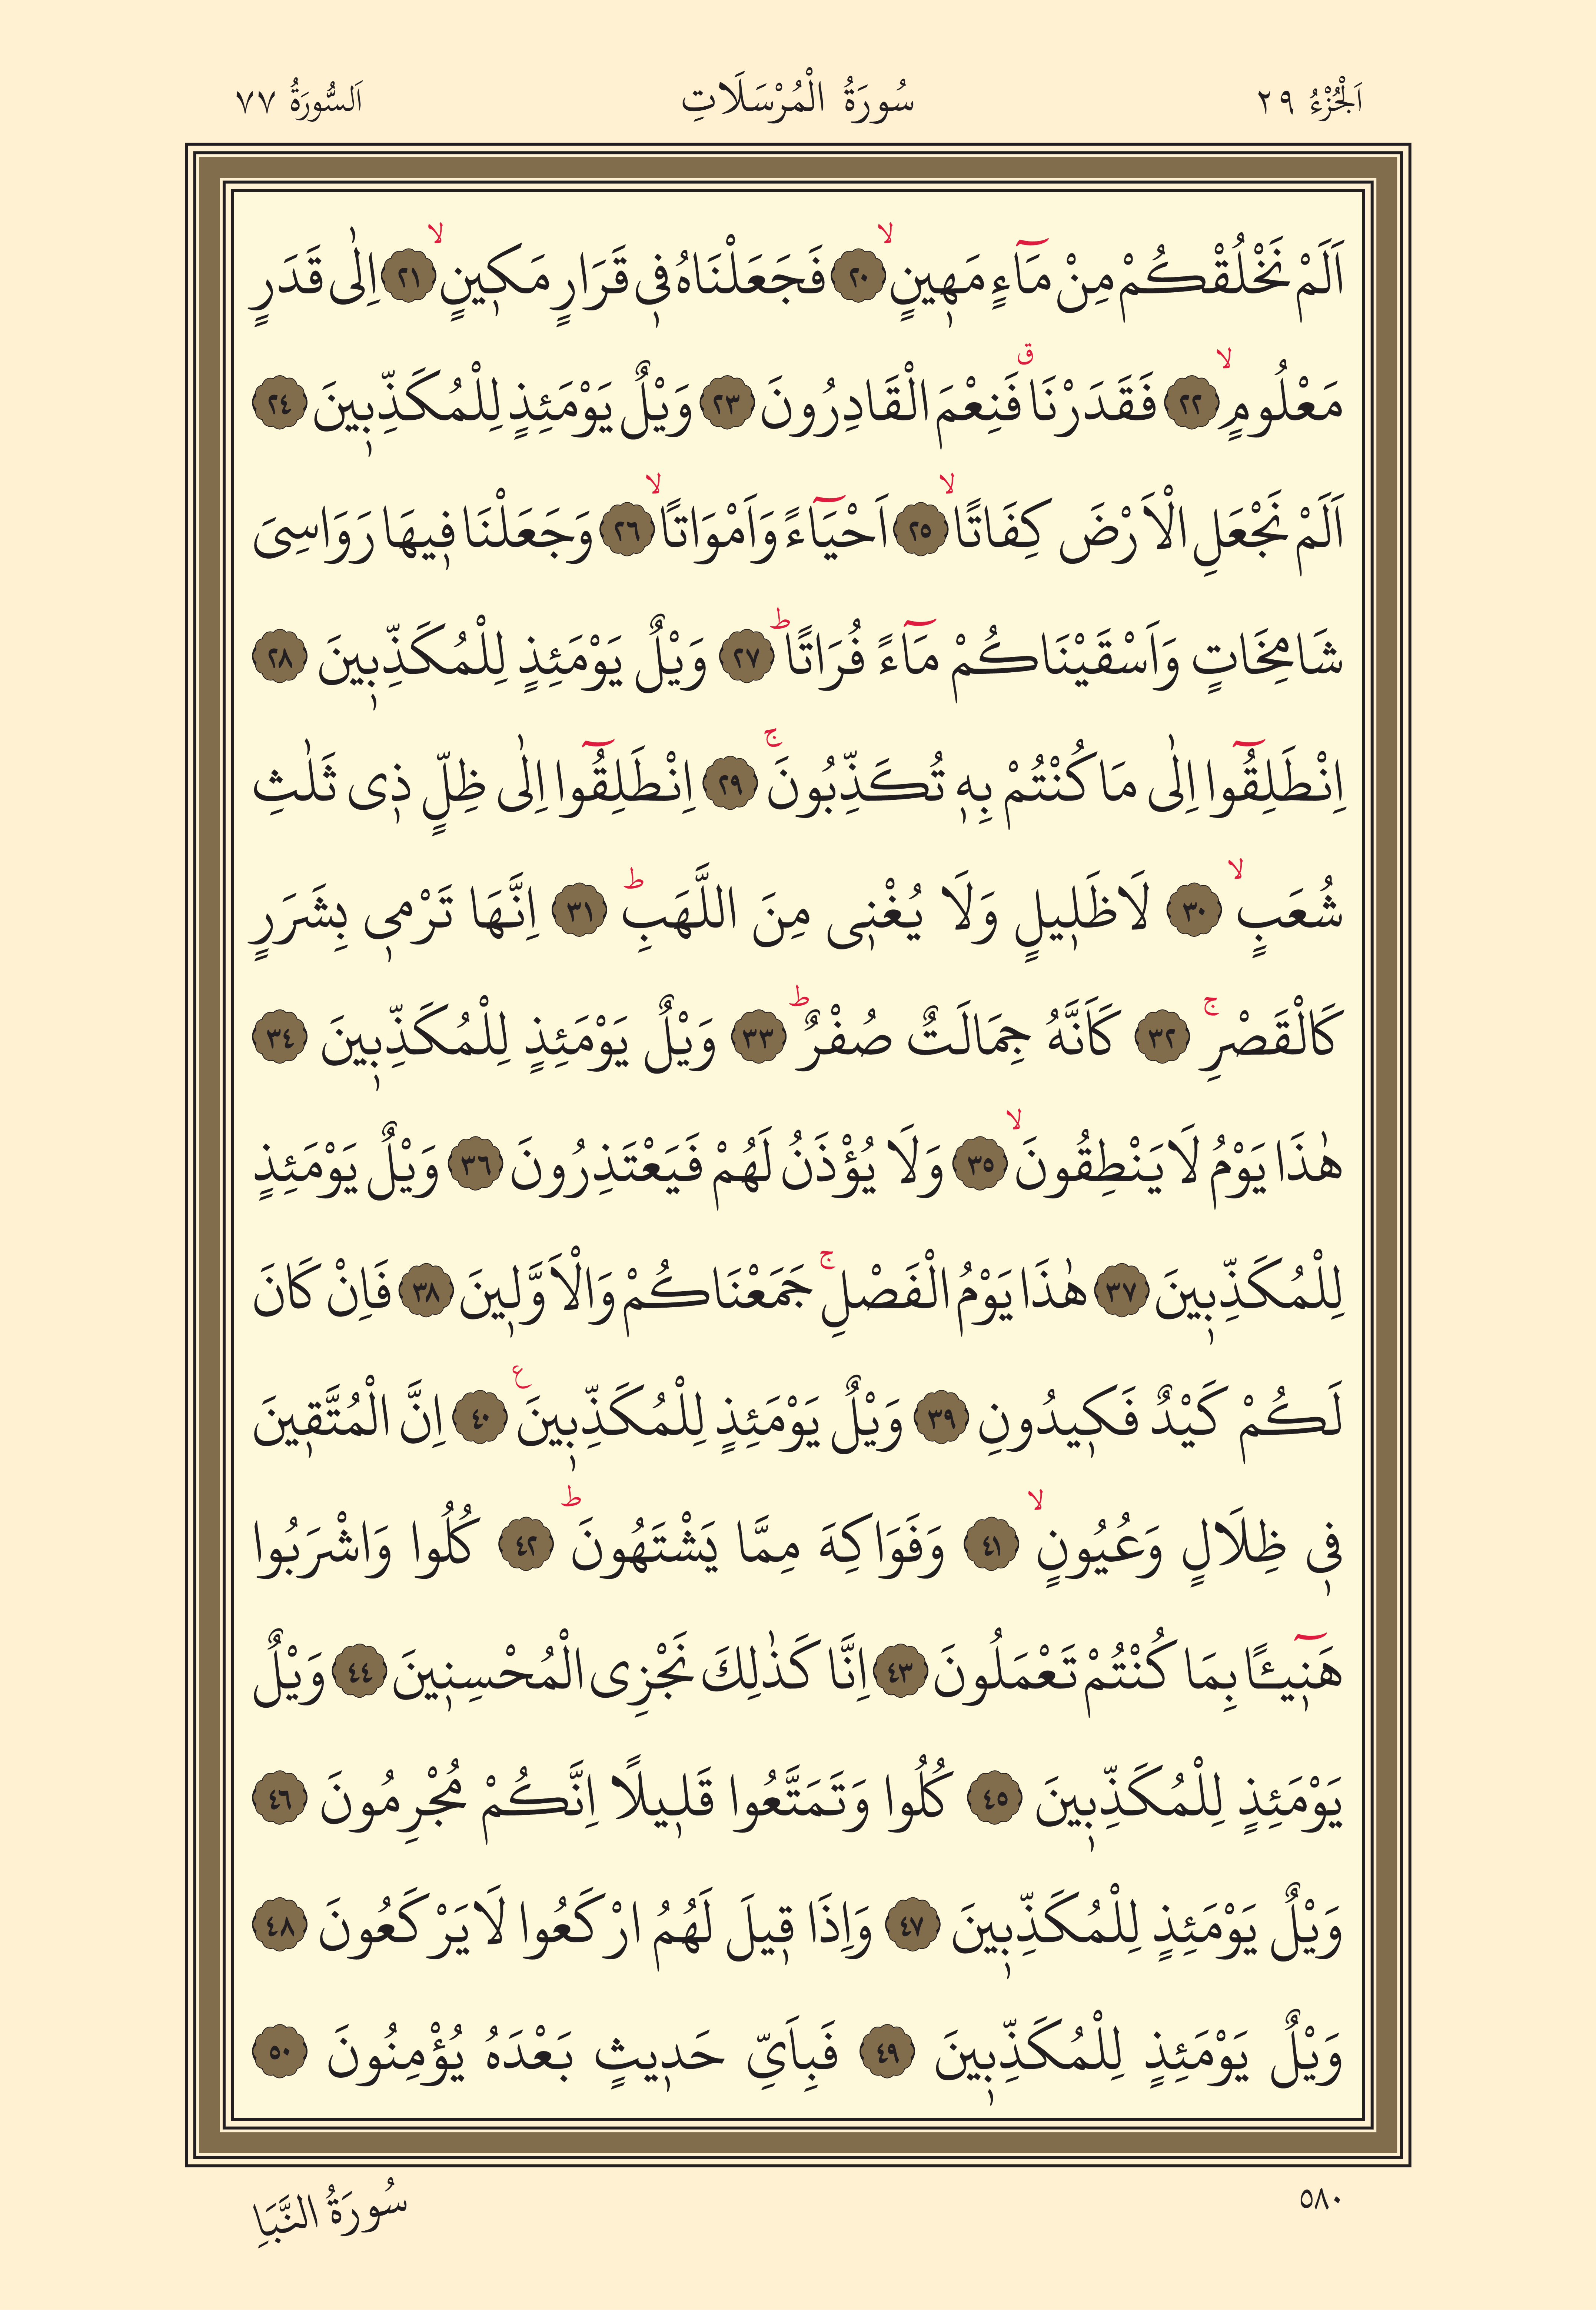 اَلْجُزْءُ ٢٩
سُورَةُ الْمُرْسَلَاتِ
اَلسُّورَةُ ٧٧
اَلَمْ نَخْلُقْكُمْ مِنْ مَٓاءٍ مَه۪ينٍۙ ﴿٢٠﴾ فَجَعَلْنَاهُ ف۪ي قَرَارٍ مَك۪ينٍۙ ﴿٢١﴾ اِلٰى قَدَرٍ
مَعْلُومٍۙ ﴿٢٢﴾ فَقَدَرْنَاۗ فَنِعْمَ الْقَادِرُونَ ﴿٢٣﴾ وَيْلٌ يَوْمَئِذٍ لِلْمُكَذِّب۪ينَ ﴿٢٤﴾
اَلَمْ نَجْعَلِ الْاَرْضَ كِفَاتًاۙ ﴿٢٥﴾ اَحْيَٓاءً وَاَمْوَاتًاۙ ﴿٢٦﴾ وَجَعَلْنَا ف۪يهَا رَوَاسِىَ
شَامِخَاتٍ وَاَسْقَيْنَاكُمْ مَٓاءً فُرَاتًاۜ ﴿٢٧﴾ وَيْلٌ يَوْمَئِذٍ لِلْمُكَذِّب۪ينَ ﴿٢٨﴾
اِنْطَلِقُٓوا اِلٰى مَا كُنْتُمْ بِه۪ تُكَذِّبُونَۚ ﴿٢٩﴾ اِنْطَلِقُٓوا اِلٰى ظِلٍّ ذ۪ى ثَلٰثِ
شُعَبٍۙ ﴿٣٠﴾ لَا ظَل۪يلٍ وَلَا يُغْن۪ى مِنَ اللَّهَبِۜ ﴿٣١﴾ اِنَّهَا تَرْم۪ي بِشَرَرٍ
كَالْقَصْرِۚ ﴿٣٢﴾ كَاَنَّهُ جِمَالَتٌ صُفْرٌۜ ﴿٣٣﴾ وَيْلٌ يَوْمَئِذٍ لِلْمُكَذِّب۪ينَ ﴿٣٤﴾
هٰذَا يَوْمُ لَا يَنْطِقُونَۙ ﴿٣٥﴾ وَلَا يُؤْذَنُ لَهُمْ فَيَعْتَذِرُونَ ﴿٣٦﴾ وَيْلٌ يَوْمَئِذٍ
لِلْمُكَذِّب۪ينَ ﴿٣٧﴾ هٰذَا يَوْمُ الْفَصْلِۚ جَمَعْنَاكُمْ وَالْاَوَّل۪ينَ ﴿٣٨﴾ فَاِنْ كَانَ
لَكُمْ كَيْدٌ فَك۪يدُونِ ﴿٣٩﴾ وَيْلٌ يَوْمَئِذٍ لِلْمُكَذِّب۪ينَ ع ﴿٤٠﴾ اِنَّ الْمُتَّق۪ينَ
ف۪ي ظِلَالٍ وَعُيُونٍۙ ﴿٤١﴾ وَفَوَاكِهَ مِمَّا يَشْتَهُونَۜ ﴿٤٢﴾ كُلُوا وَاشْرَبُوا
هَن۪ٓيـًٔا بِمَا كُنْتُمْ تَعْمَلُونَ ﴿٤٣﴾ اِنَّا كَذٰلِكَ نَجْزِى الْمُحْسِن۪ينَ ﴿٤٤﴾ وَيْلٌ
يَوْمَئِذٍ لِلْمُكَذِّب۪ينَ ﴿٤٥﴾ كُلُوا وَتَمَتَّعُوا قَل۪يلًا اِنَّكُمْ مُجْرِمُونَ ﴿٤٦﴾
وَيْلٌ يَوْمَئِذٍ لِلْمُكَذِّب۪ينَ ﴿٤٧﴾ وَاِذَا ق۪يلَ لَهُمُ ارْكَعُوا لَا يَرْكَعُونَ ﴿٤٨﴾
وَيْلٌ يَوْمَئِذٍ لِلْمُكَذِّب۪ينَ ﴿٤٩﴾ فَبِاَىِّ حَد۪يثٍ بَعْدَهُ يُؤْمِنُونَ ﴿٥٠﴾
٥٨٠
سُورَةُ النَّبَاِ